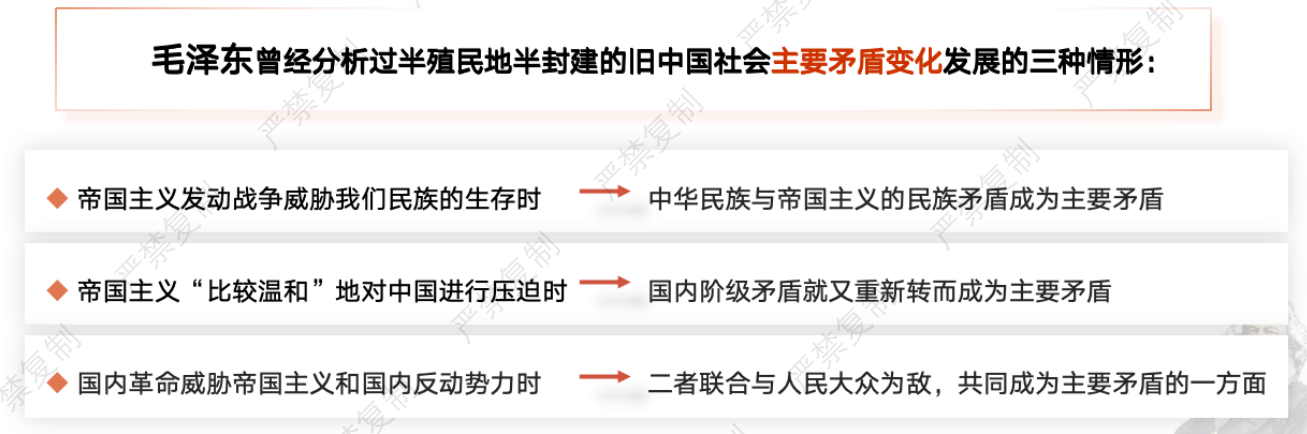 毛泽东曾经分析过半殖民地半封建的旧中国社会主要矛盾变化发展的三种情形：
帝国主义发动战争威胁我们民族的生存时 中华民族与帝国主义的民族矛盾成为主要矛盾
帝国主义“比较温和”地对中国进行压迫时 国内阶级矛盾就又重新转而成为主要矛盾
国内革命威胁帝国主义和国内反动势力时 二者联合与人民大众为敌，共同成为主要矛盾的一方面
严禁复制
严禁复制
严禁复制
严禁复制
严禁复制
严禁复制
严禁复制
严禁复制